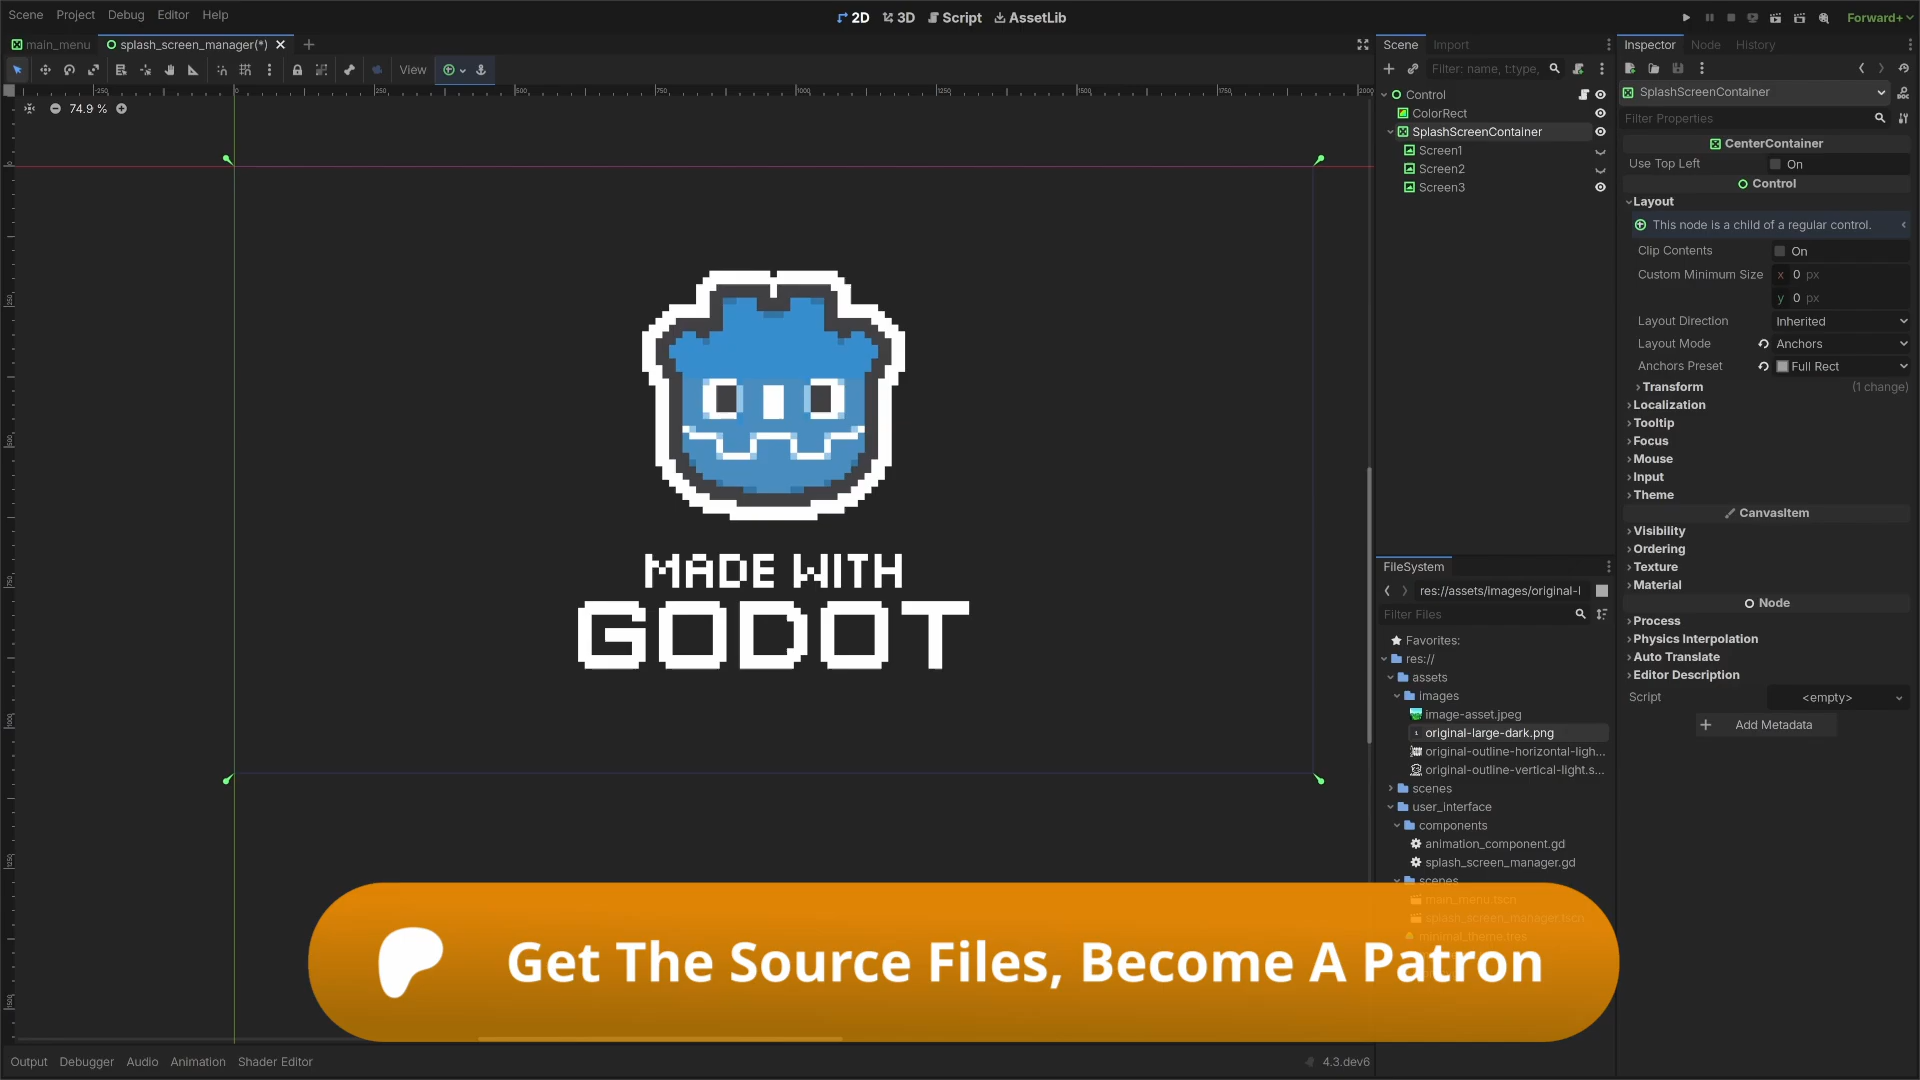 Scene Project Debug Editor Help
2D 3D Script AssetLib
Forward+
main_menu
splash_screen_manager(*)
View
74.9 %
MADE WITH
GODOT
Scene Import
Filter: name, t:type,
Control
ColorRect
SplashScreenContainer
Screen1
Screen2
Screen3
FileSystem
res://assets/images/original-l
Filter Files
Favorites:
res://
assets
images
image-asset.jpeg
original-large-dark.png
original-outline-horizontal-ligh...
original-outline-vertical-light.s...
scenes
user_interface
components
animation_component.gd
splash_screen_manager.gd
scenes
main_menu.tscn
splash_screen_manager.tscn
minimal_theme.tres
Inspector Node History
SplashScreenContainer
Filter Properties
CenterContainer
Use Top Left On
Control
Layout
This node is a child of a regular control.
Clip Contents On
Custom Minimum Size x 0 px
y 0 px
Layout Direction Inherited
Layout Mode Anchors
Anchors Preset Full Rect
Transform (1 change)
Localization
Tooltip
Focus
Mouse
Input
Theme
CanvasItem
Visibility
Ordering
Texture
Material
Node
Process
Physics Interpolation
Auto Translate
Editor Description
Script <empty>
Add Metadata
Get The Source Files, Become A Patron
Output Debugger Audio Animation Shader Editor
4.3.dev6